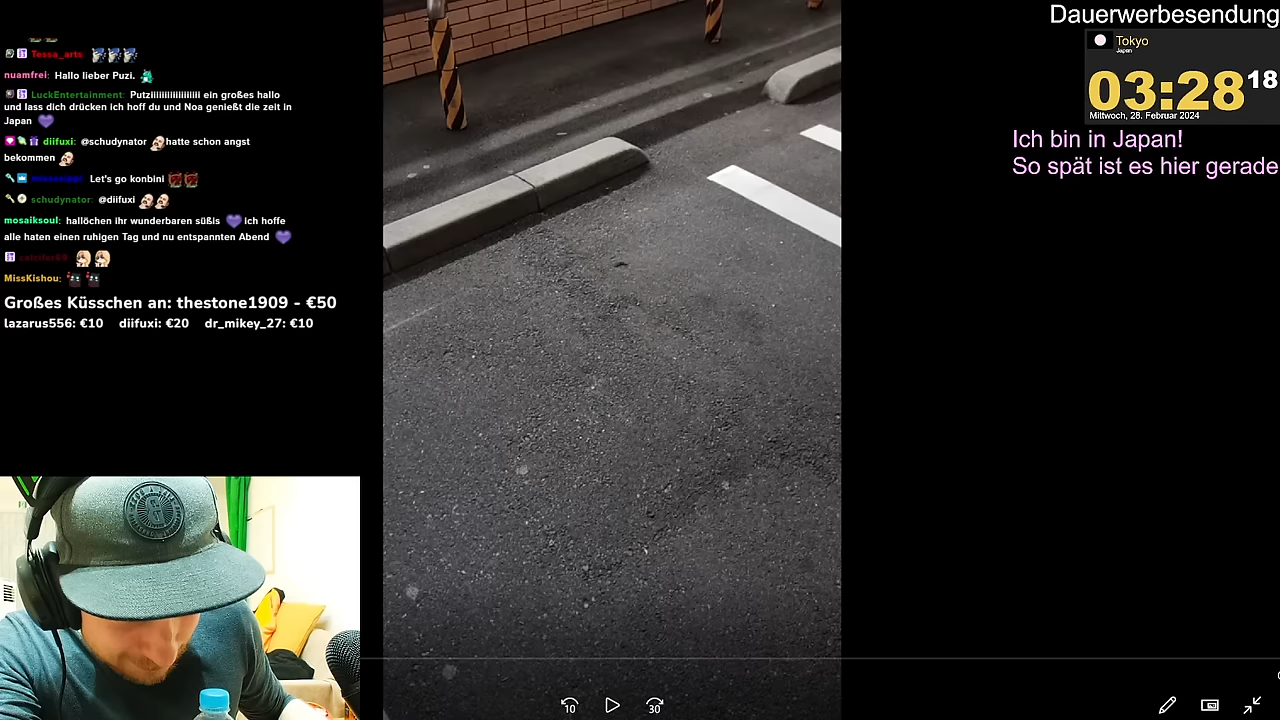 Dauerwerbesendung
Tokyo
Japan
03:28 18
Mittwoch, 28. Februar 2024
Ich bin in Japan!
So spät ist es hier gerade
Tessa_arts
nuamfrei: Hallo lieber Puzi.
LuckEntertainment: Putziiiiiiiiiiiiiiiiii ein großes hallo
und lass dich drücken ich hoff du und Noa genießt die zeit in
Japan
diifuxi: @schudynator hatte schon angst
bekommen
Let's go konbini
schudynator: @diifuxi
mosaiksoul: hallöchen ihr wunderbaren süßis ich hoffe
alle haten einen ruhigen Tag und nu entspannten Abend
MissKishou:
Großes Küsschen an: thestone1909 - €50
lazarus556: €10 diifuxi: €20 dr_mikey_27: €10
10
30